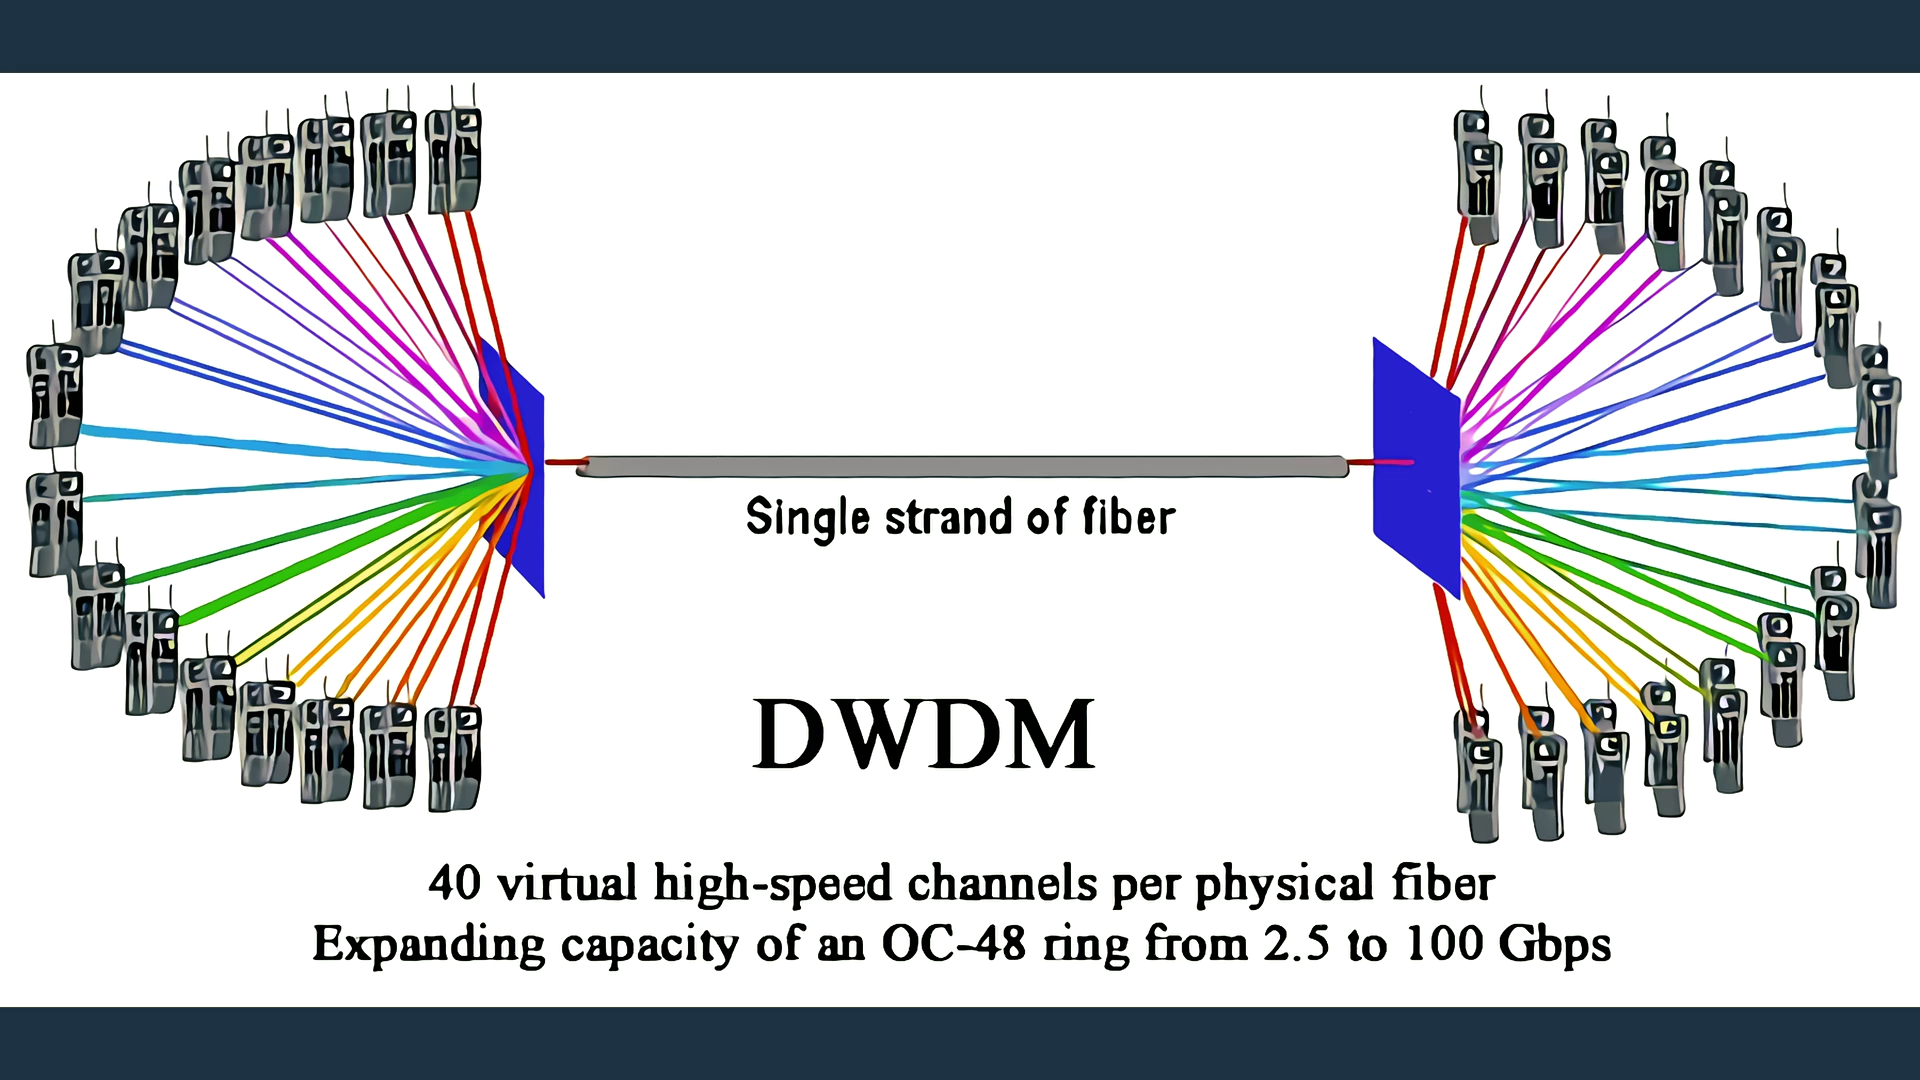 Single strand of fiber
DWDM
40 virtual high-speed channels per physical fiber
Expanding capacity of an OC-48 ring from 2.5 to 100 Gbps